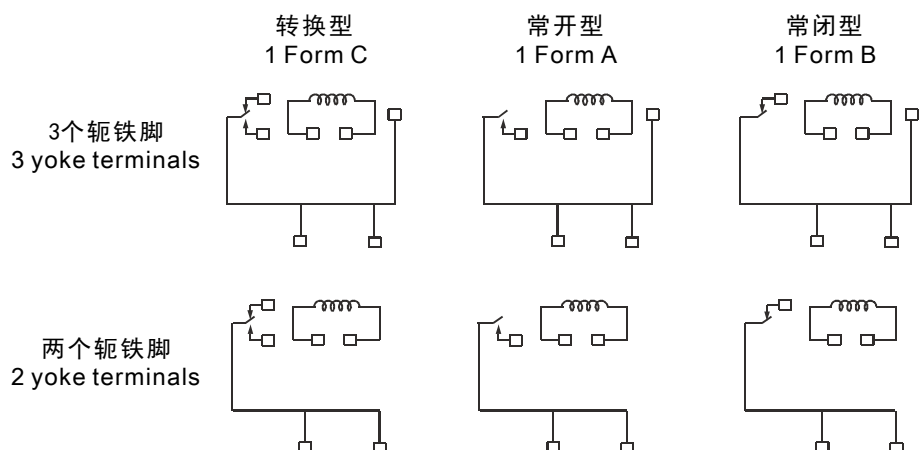 转换型
1 Form C
常开型
1 Form A
常闭型
1 Form B
3个轭铁脚
3 yoke terminals
两个轭铁脚
2 yoke terminals